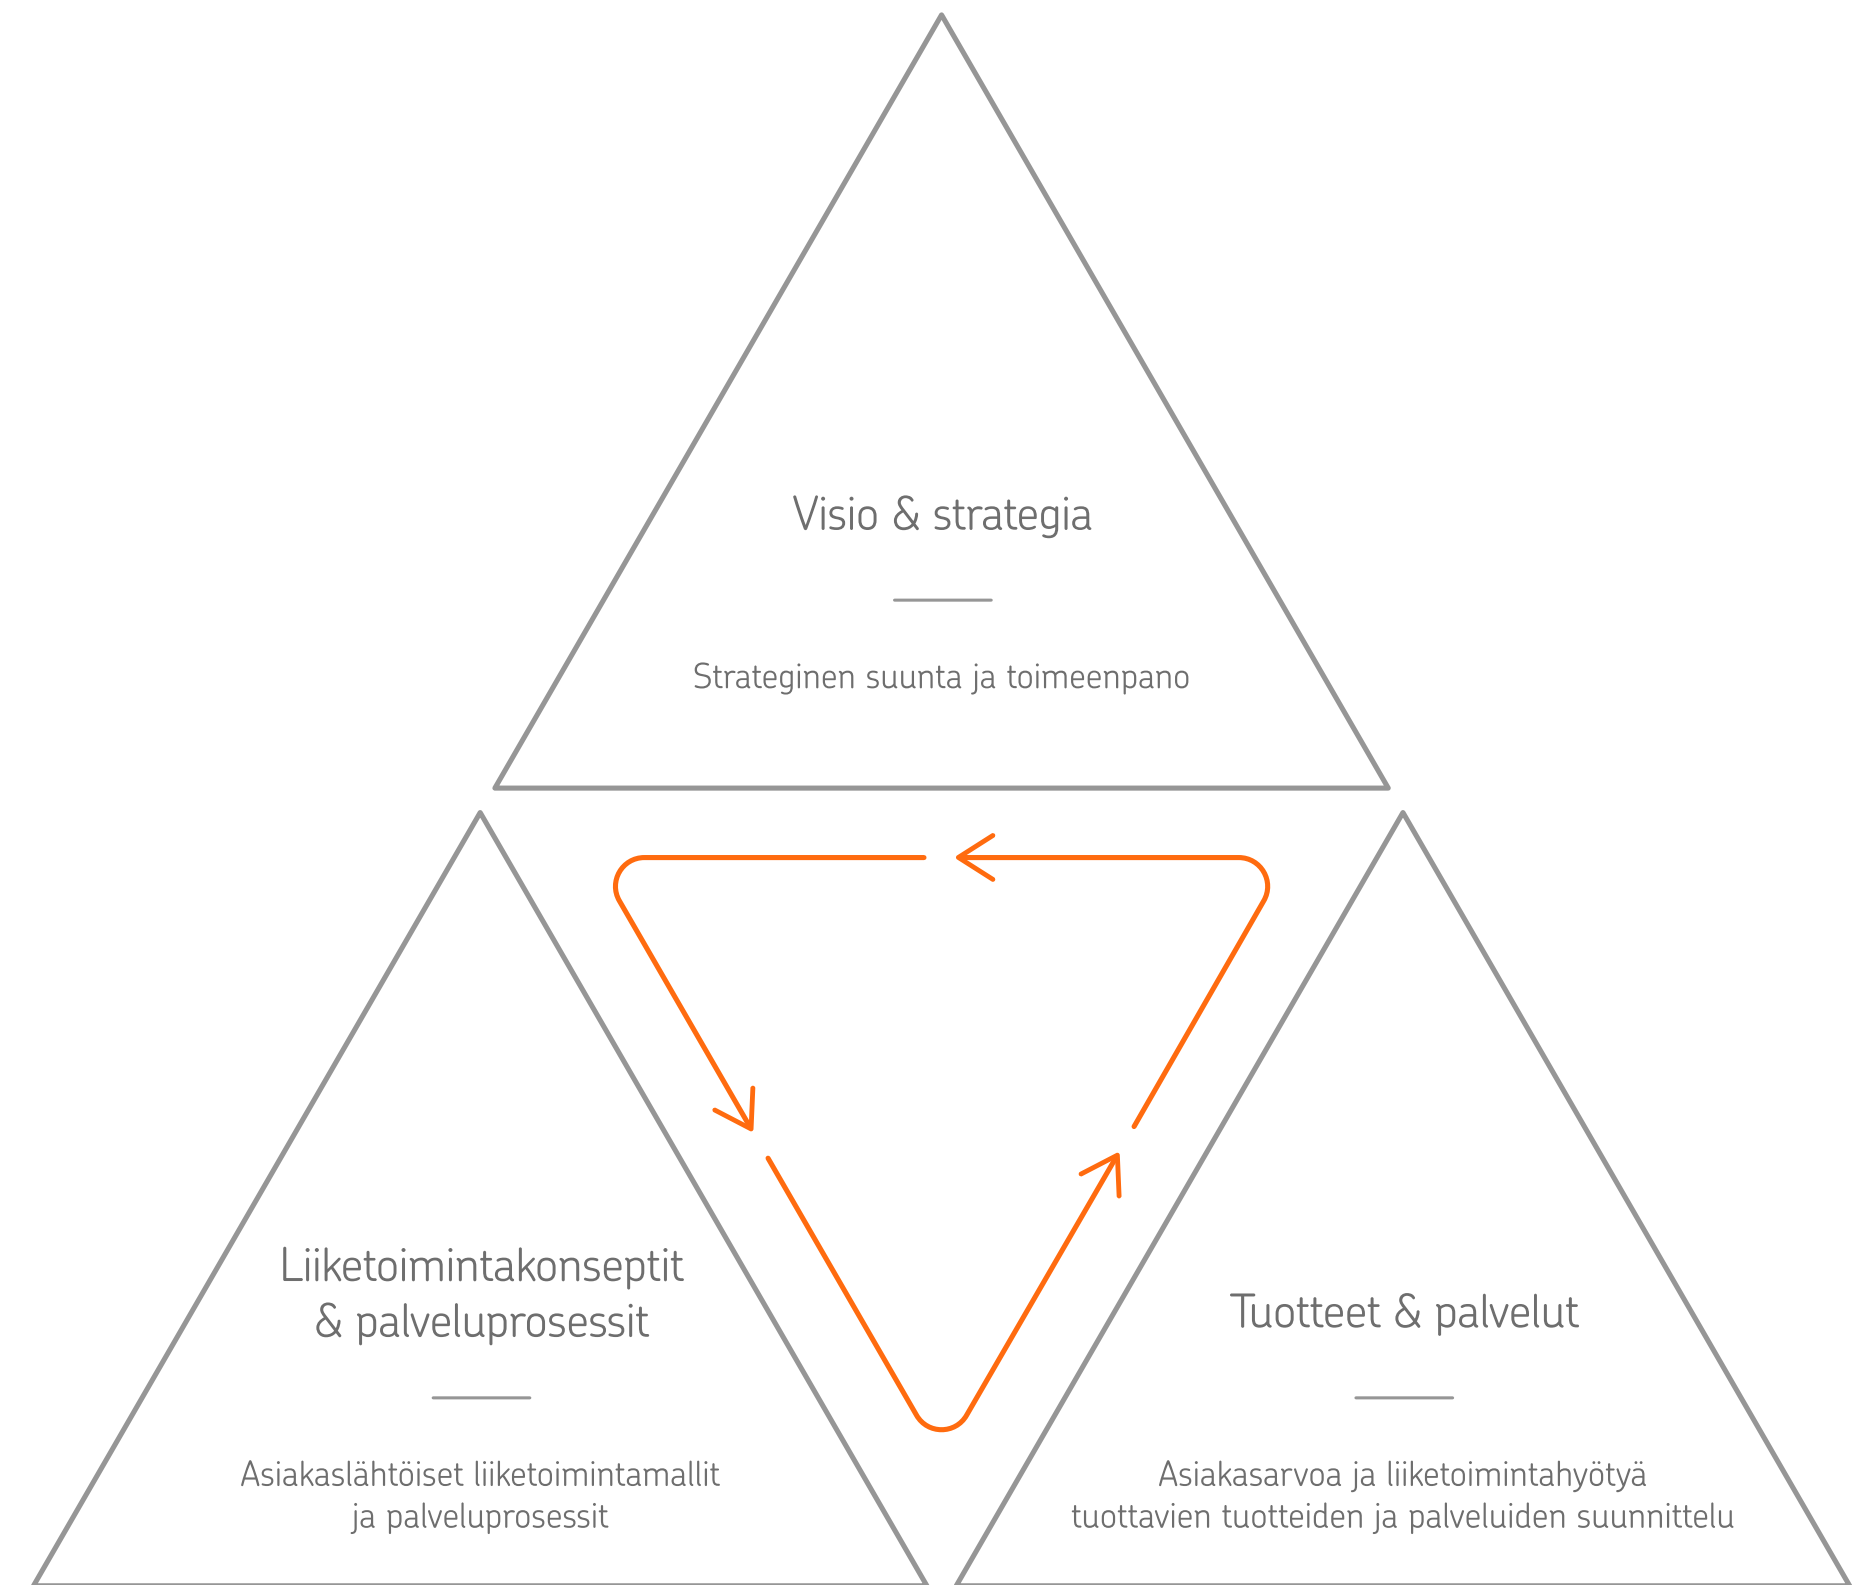 Visio & strategia
Strateginen suunta ja toimeenpano
Liiketoimintakonseptit
& palveluprosessit
Asiakaslähtöiset liiketoimintamallit
ja palveluprosessit
Tuotteet & palvelut
Asiakasarvoa ja liiketoimintahyötyä
tuottavien tuotteiden ja palveluiden suunnittelu